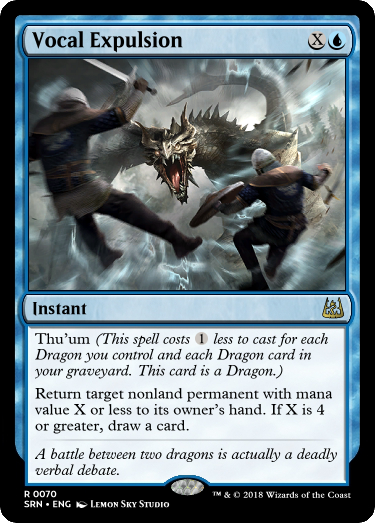 Vocal Expulsion X
Instant
Thu'um (This spell costs 1 less to cast for each
Dragon you control and each Dragon card in
your graveyard. This card is a Dragon.)
Return target nonland permanent with mana
value X or less to its owner's hand. If X is 4
or greater, draw a card.
A battle between two dragons is actually a deadly
verbal debate.
R 0070
SRN • ENG Lemon Sky Studio
™ & © 2018 Wizards of the Coast